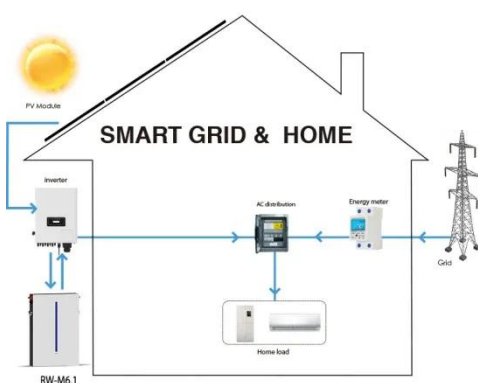 PV Module
SMART GRID & HOME
inverter
AC distribution
Energy meter
Grid
Home load
RW-M6.1